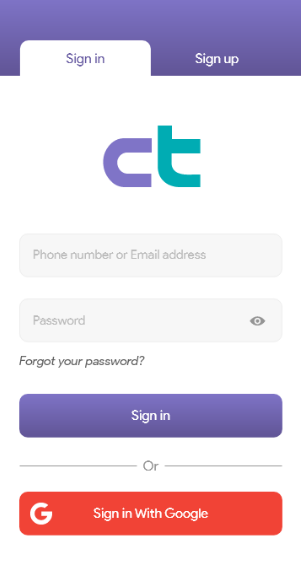 Sign in
Sign up
ct
Phone number or Email address
Password
Forgot your password?
Sign in
Or
G
Sign in With Google